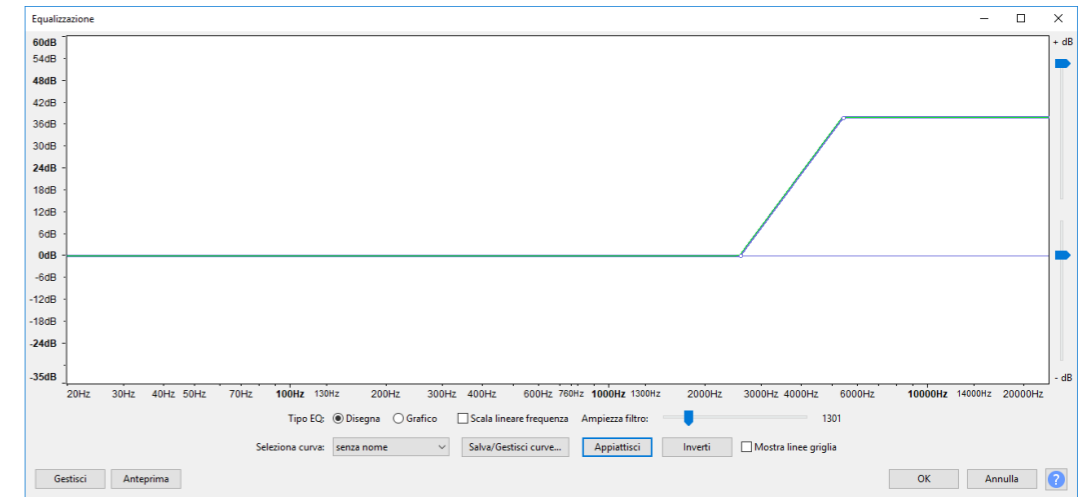 Equalizzazione
60dB
+ dB
54dB
48dB
42dB
36dB
30dB
24dB
18dB
12dB
6dB
0dB
-6dB
-12dB
-18dB
-24dB
-35dB
- dB
20Hz 30Hz 40Hz 50Hz 70Hz 100Hz 130Hz 200Hz 300Hz 400Hz 600Hz 760Hz 1000Hz 1300Hz 2000Hz 3000Hz 4000Hz 6000Hz 10000Hz 14000Hz 20000Hz
Tipo EQ: Disegna Grafico Scala lineare frequenza Ampiezza filtro: 1301
Seleziona curva: senza nome Salva/Gestisci curve... Appiattisci Inverti Mostra linee griglia
Gestisci Anteprima OK Annulla ?